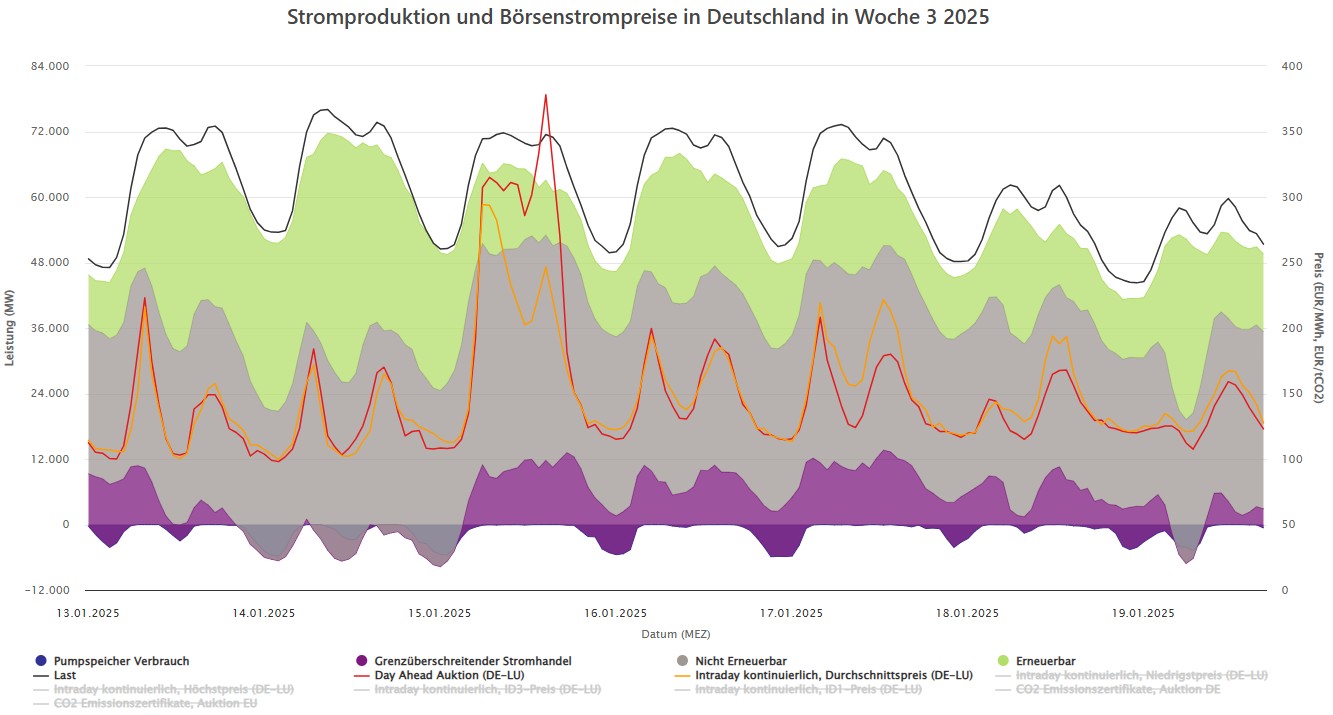 Stromproduktion und Börsenstrompreise in Deutschland in Woche 3 2025
84.000
72.000
60.000
48.000
36.000
24.000
12.000
0
−12.000
Leistung (MW)
400
350
300
250
200
150
100
50
0
Preis (EUR/MWh, EUR/tCO2)
13.01.2025 14.01.2025 15.01.2025 16.01.2025 17.01.2025 18.01.2025 19.01.2025
Datum (MEZ)
Pumpspeicher Verbrauch Grenzüberschreitender Stromhandel Nicht Erneuerbar Erneuerbar
Last Day Ahead Auktion (DE-LU) Intraday kontinuierlich, Durchschnittspreis (DE-LU) Intraday kontinuierlich, Niedrigstpreis (DE-LU)
Intraday kontinuierlich, Höchstpreis (DE-LU) Intraday kontinuierlich, ID3-Preis (DE-LU) Intraday kontinuierlich, ID1-Preis (DE-LU) CO2 Emissionszertifikate, Auktion DE
CO2 Emissionszertifikate, Auktion EU